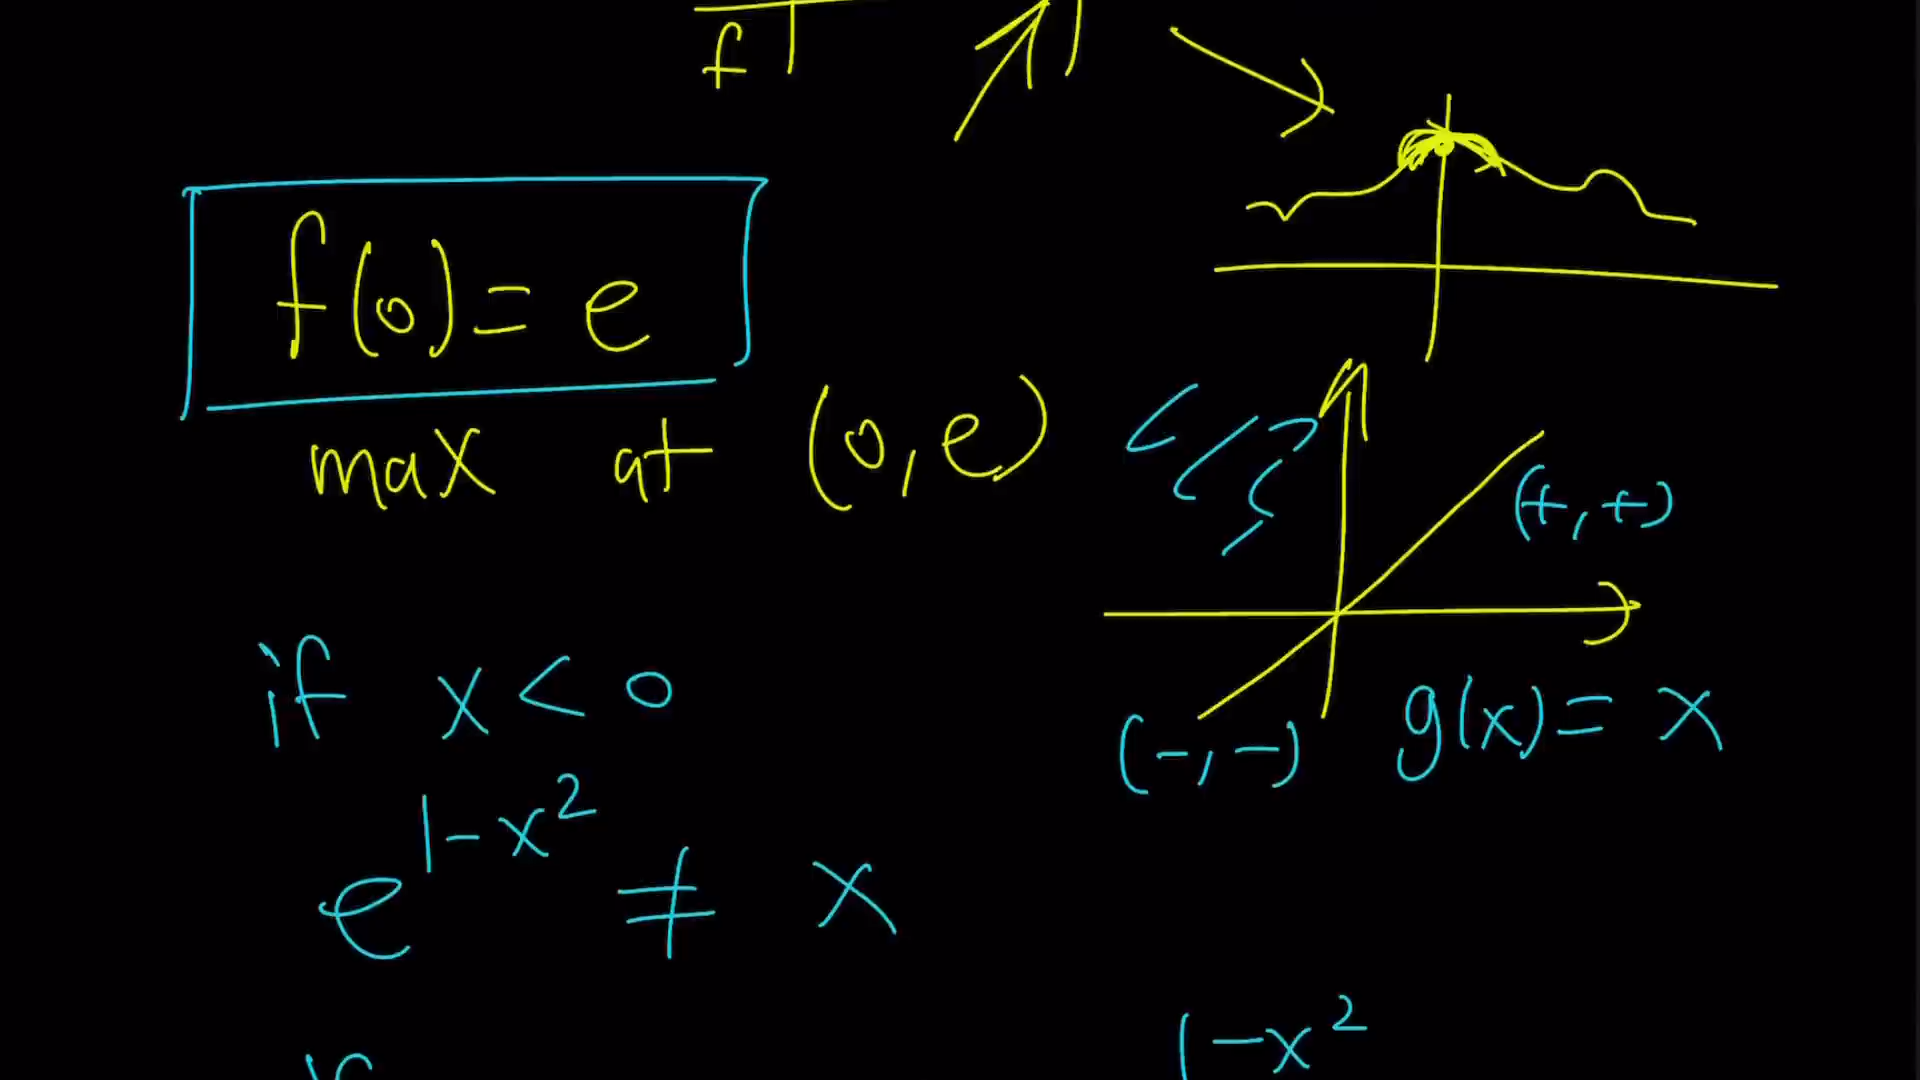 f
f(0) = e
max at (0, e)
(+, +)
if x < 0
(-, -) g(x) = x
e^{1-x^2} ≠ x
1-x^2